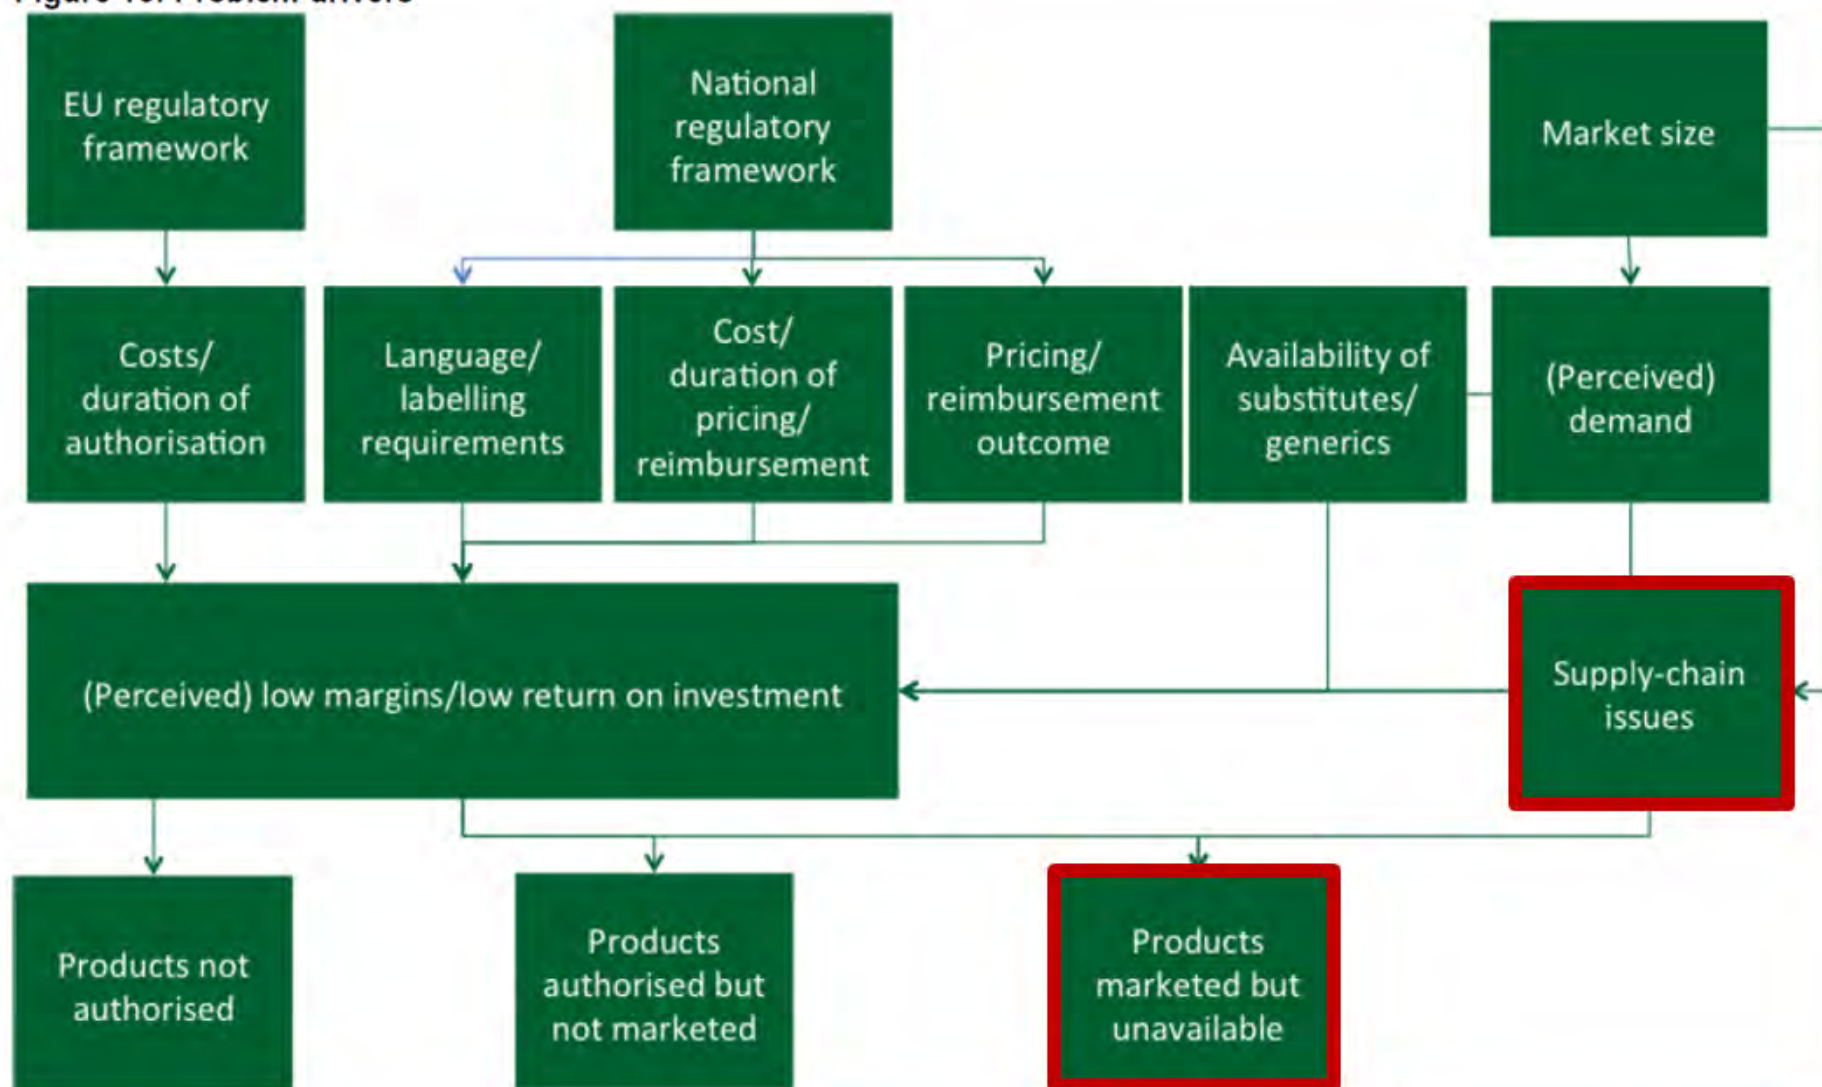 EU regulatory
framework
National
regulatory
framework
Market size
Costs/
duration of
authorisation
Language/
labelling
requirements
Cost/
duration of
pricing/
reimbursement
Pricing/
reimbursement
outcome
Availability of
substitutes/
generics
(Perceived)
demand
(Perceived) low margins/low return on investment
Supply-chain
issues
Products not
authorised
Products
authorised but
not marketed
Products
marketed but
unavailable